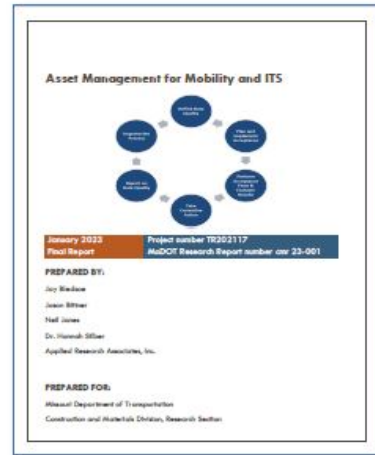 Asset Management for Mobility and ITS
January 2023 Project number TR202117
Final Report MoDOT Research Report number cmr 23-001
PREPARED BY:
Jay Bledsoe
Jason Bittner
Neil Janes
Dr. Hannah Silber
Applied Research Associates, Inc.
PREPARED FOR:
Missouri Department of Transportation
Construction and Materials Division, Research Section